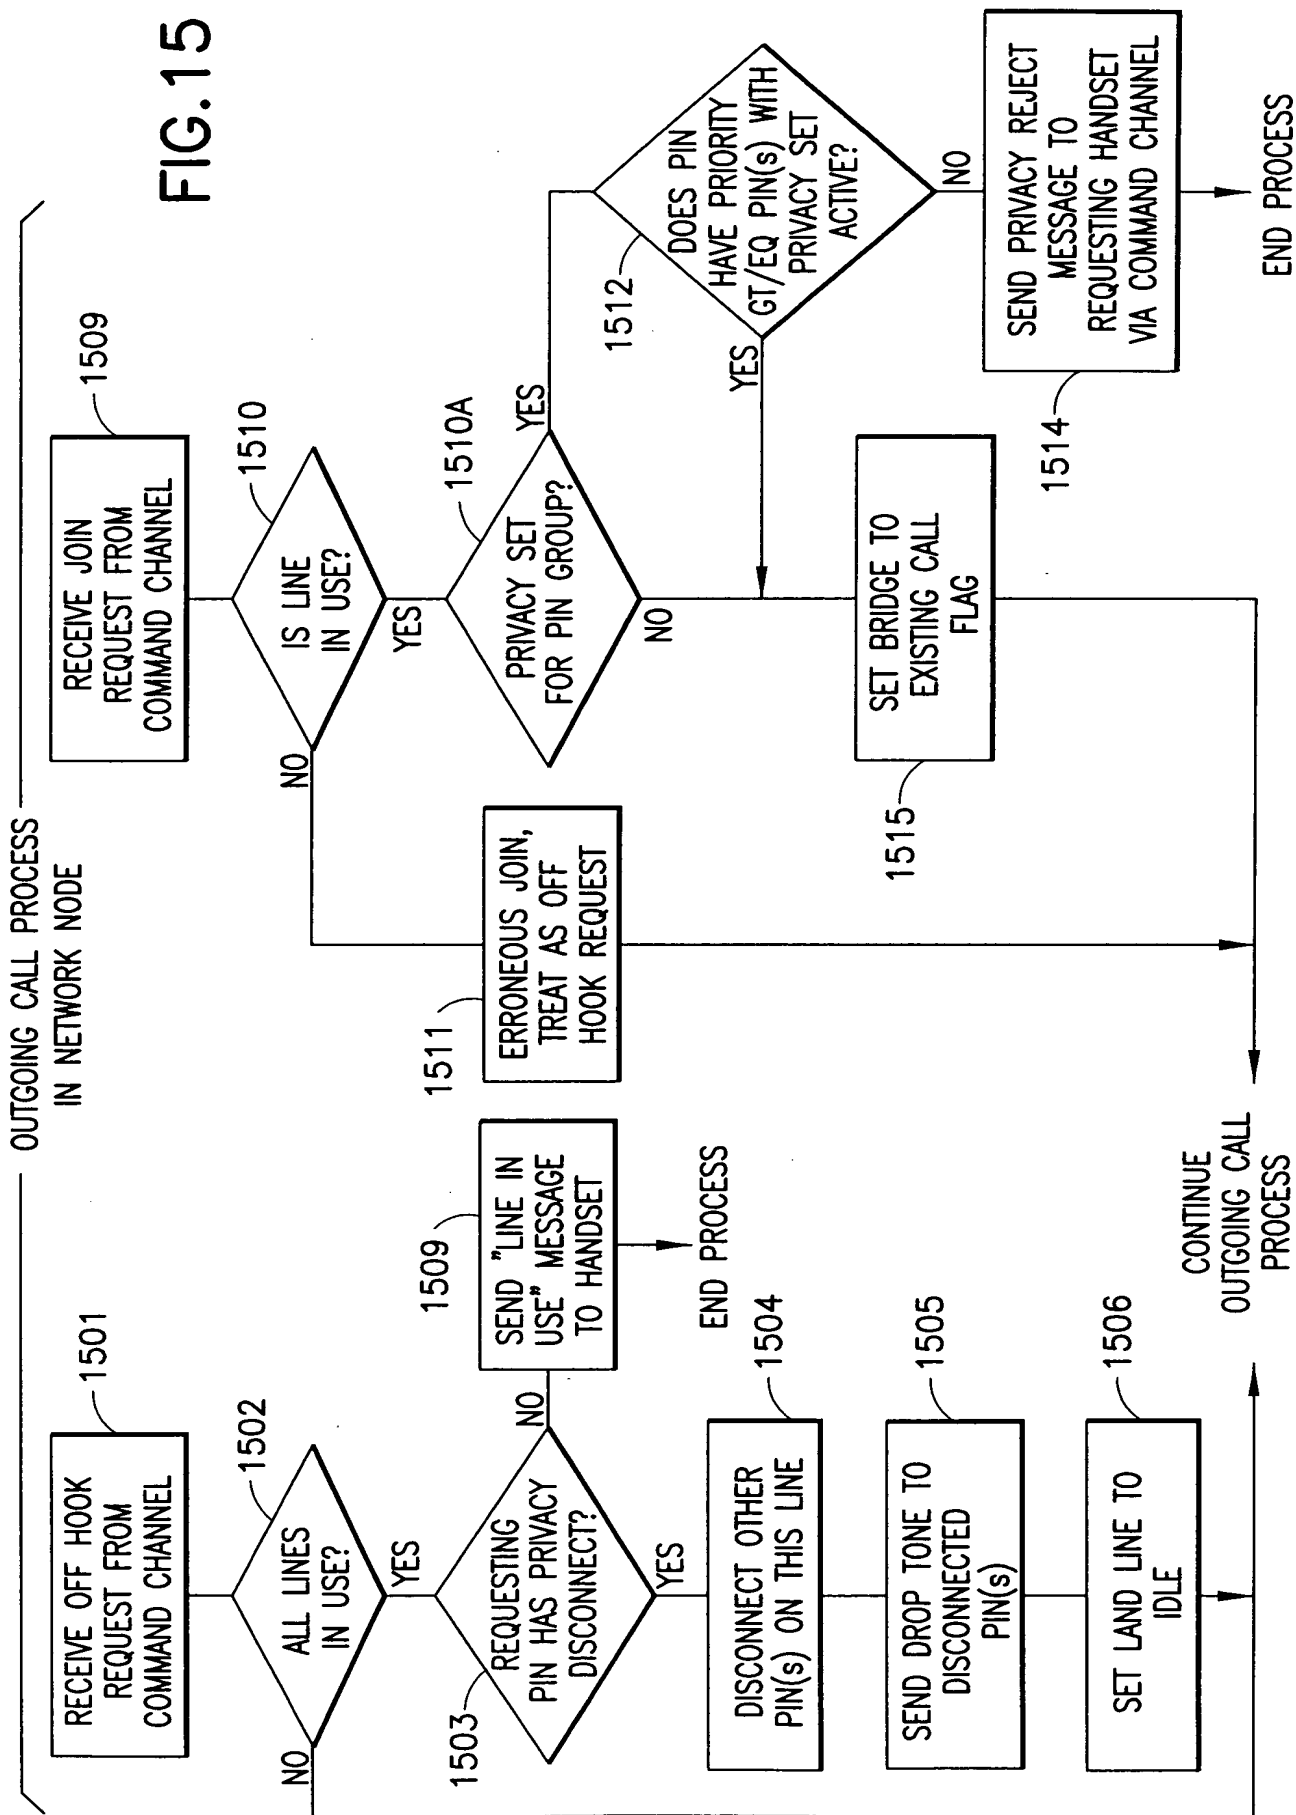 FIG.15
OUTGOING CALL PROCESS
IN NETWORK NODE
1501
RECEIVE OFF HOOK
REQUEST FROM
COMMAND CHANNEL
1502
ALL LINES
IN USE?
NO
YES
1503
REQUESTING
PIN HAS PRIVACY
DISCONNECT?
NO
YES
1509
SEND "LINE IN
USE" MESSAGE
TO HANDSET
END PROCESS
1504
DISCONNECT OTHER
PIN(s) ON THIS LINE
1505
SEND DROP TONE TO
DISCONNECTED
PIN(s)
1506
SET LAND LINE TO
IDLE
CONTINUE
OUTGOING CALL
PROCESS
1509
RECEIVE JOIN
REQUEST FROM
COMMAND CHANNEL
1510
IS LINE
IN USE?
NO
YES
1511
ERRONEOUS JOIN,
TREAT AS OFF
HOOK REQUEST
1510A
PRIVACY SET
FOR PIN GROUP?
YES
NO
1512
DOES PIN
HAVE PRIORITY
GT/EQ PIN(s) WITH
PRIVACY SET
ACTIVE?
YES
NO
1515
SET BRIDGE TO
EXISTING CALL
FLAG
1514
SEND PRIVACY REJECT
MESSAGE TO
REQUESTING HANDSET
VIA COMMAND CHANNEL
END PROCESS